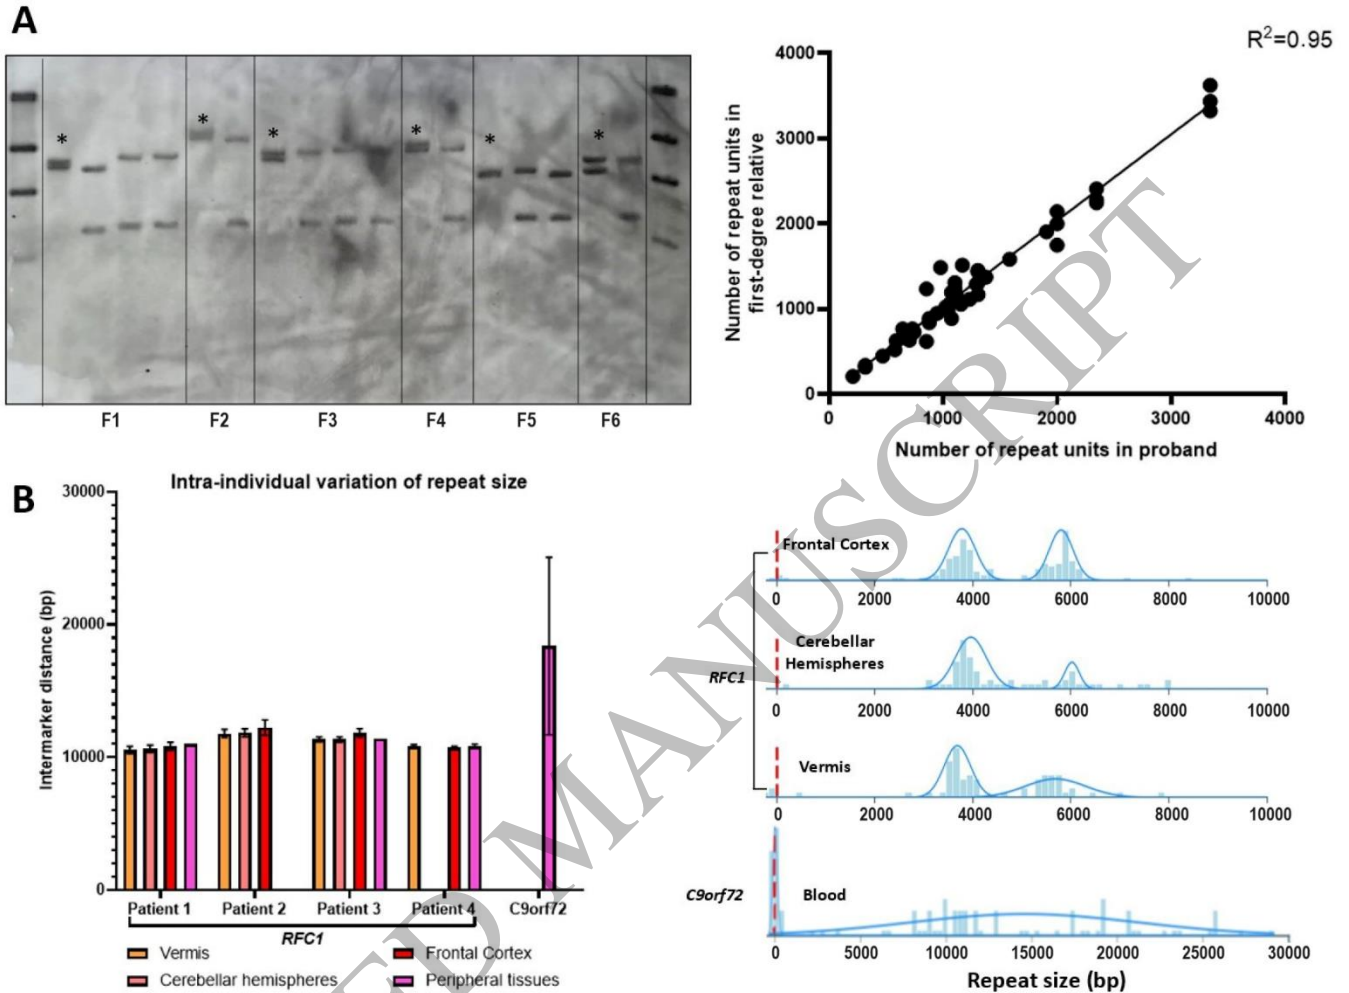 A
* * * * * *
F1 F2 F3 F4 F5 F6
R²=0.95
4000
3000
2000
1000
0
0 1000 2000 3000 4000
Number of repeat units in
first-degree relative
Number of repeat units in proband
B
Intra-individual variation of repeat size
30000
20000
10000
0
Intermarker distance (bp)
Patient 1 Patient 2 Patient 3 Patient 4 C9orf72
RFC1
Vermis
Frontal Cortex
Cerebellar hemispheres
Peripheral tissues
RFC1
Frontal Cortex
0 2000 4000 6000 8000 10000
Cerebellar
Hemispheres
0 2000 4000 6000 8000 10000
Vermis
0 2000 4000 6000 8000 10000
C9orf72
Blood
0 5000 10000 15000 20000 25000 30000
Repeat size (bp)
ED MANUSCRIPT